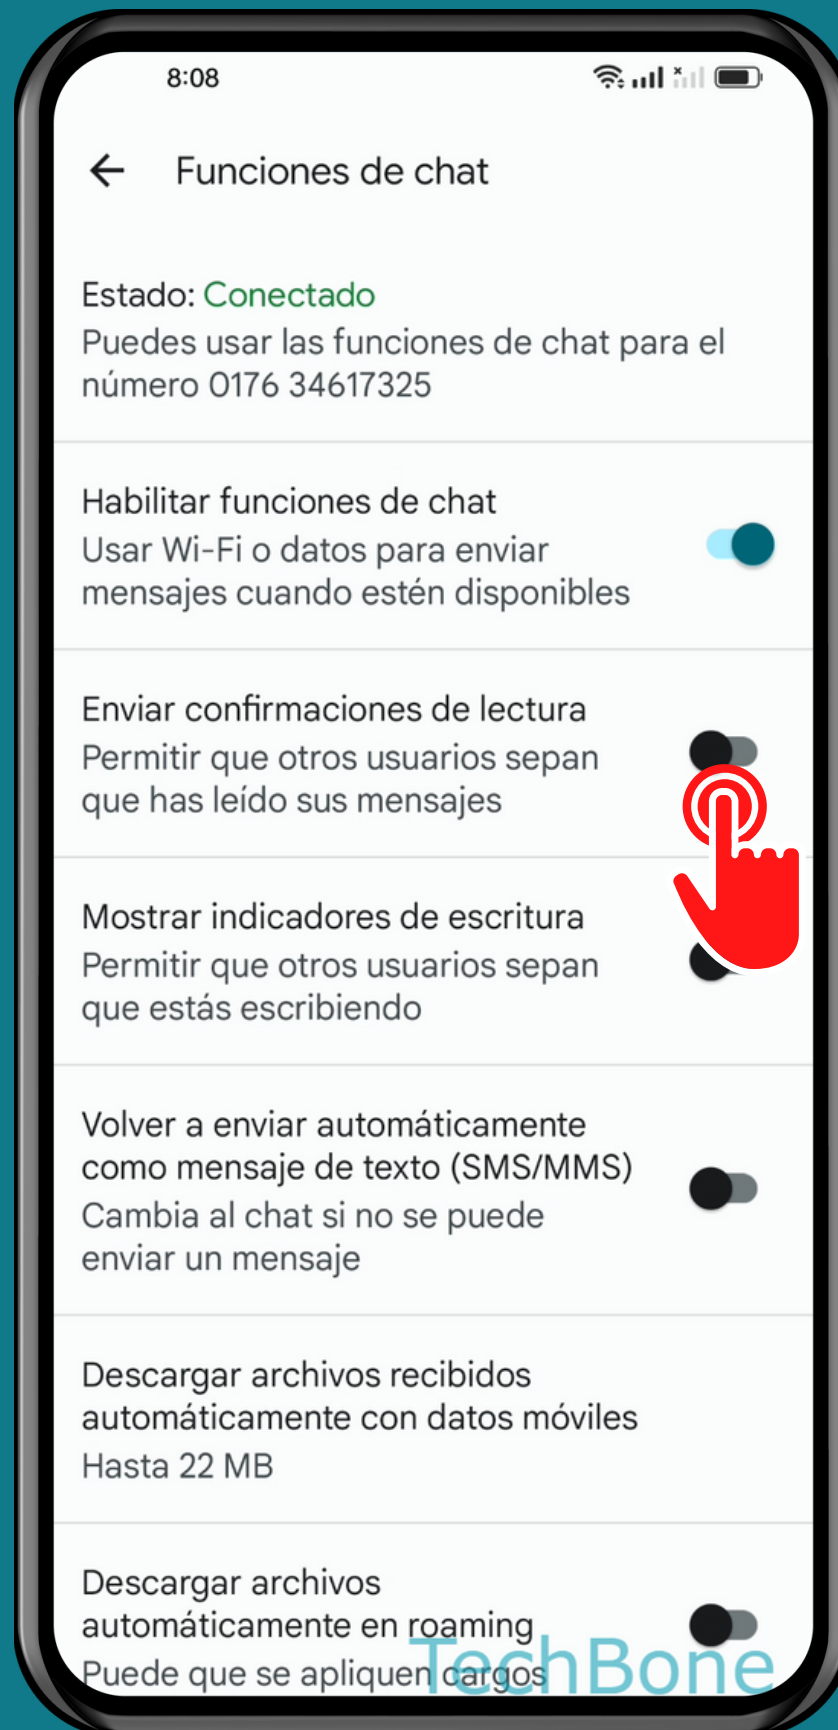 8:08
Funciones de chat
Estado: Conectado
Puedes usar las funciones de chat para el
número 0176 34617325
Habilitar funciones de chat
Usar Wi-Fi o datos para enviar
mensajes cuando estén disponibles
Enviar confirmaciones de lectura
Permitir que otros usuarios sepan
que has leído sus mensajes
Mostrar indicadores de escritura
Permitir que otros usuarios sepan
que estás escribiendo
Volver a enviar automáticamente
como mensaje de texto (SMS/MMS)
Cambia al chat si no se puede
enviar un mensaje
Descargar archivos recibidos
automáticamente con datos móviles
Hasta 22 MB
Descargar archivos
automáticamente en roaming
Puede que se apliquen cargos
TechBone